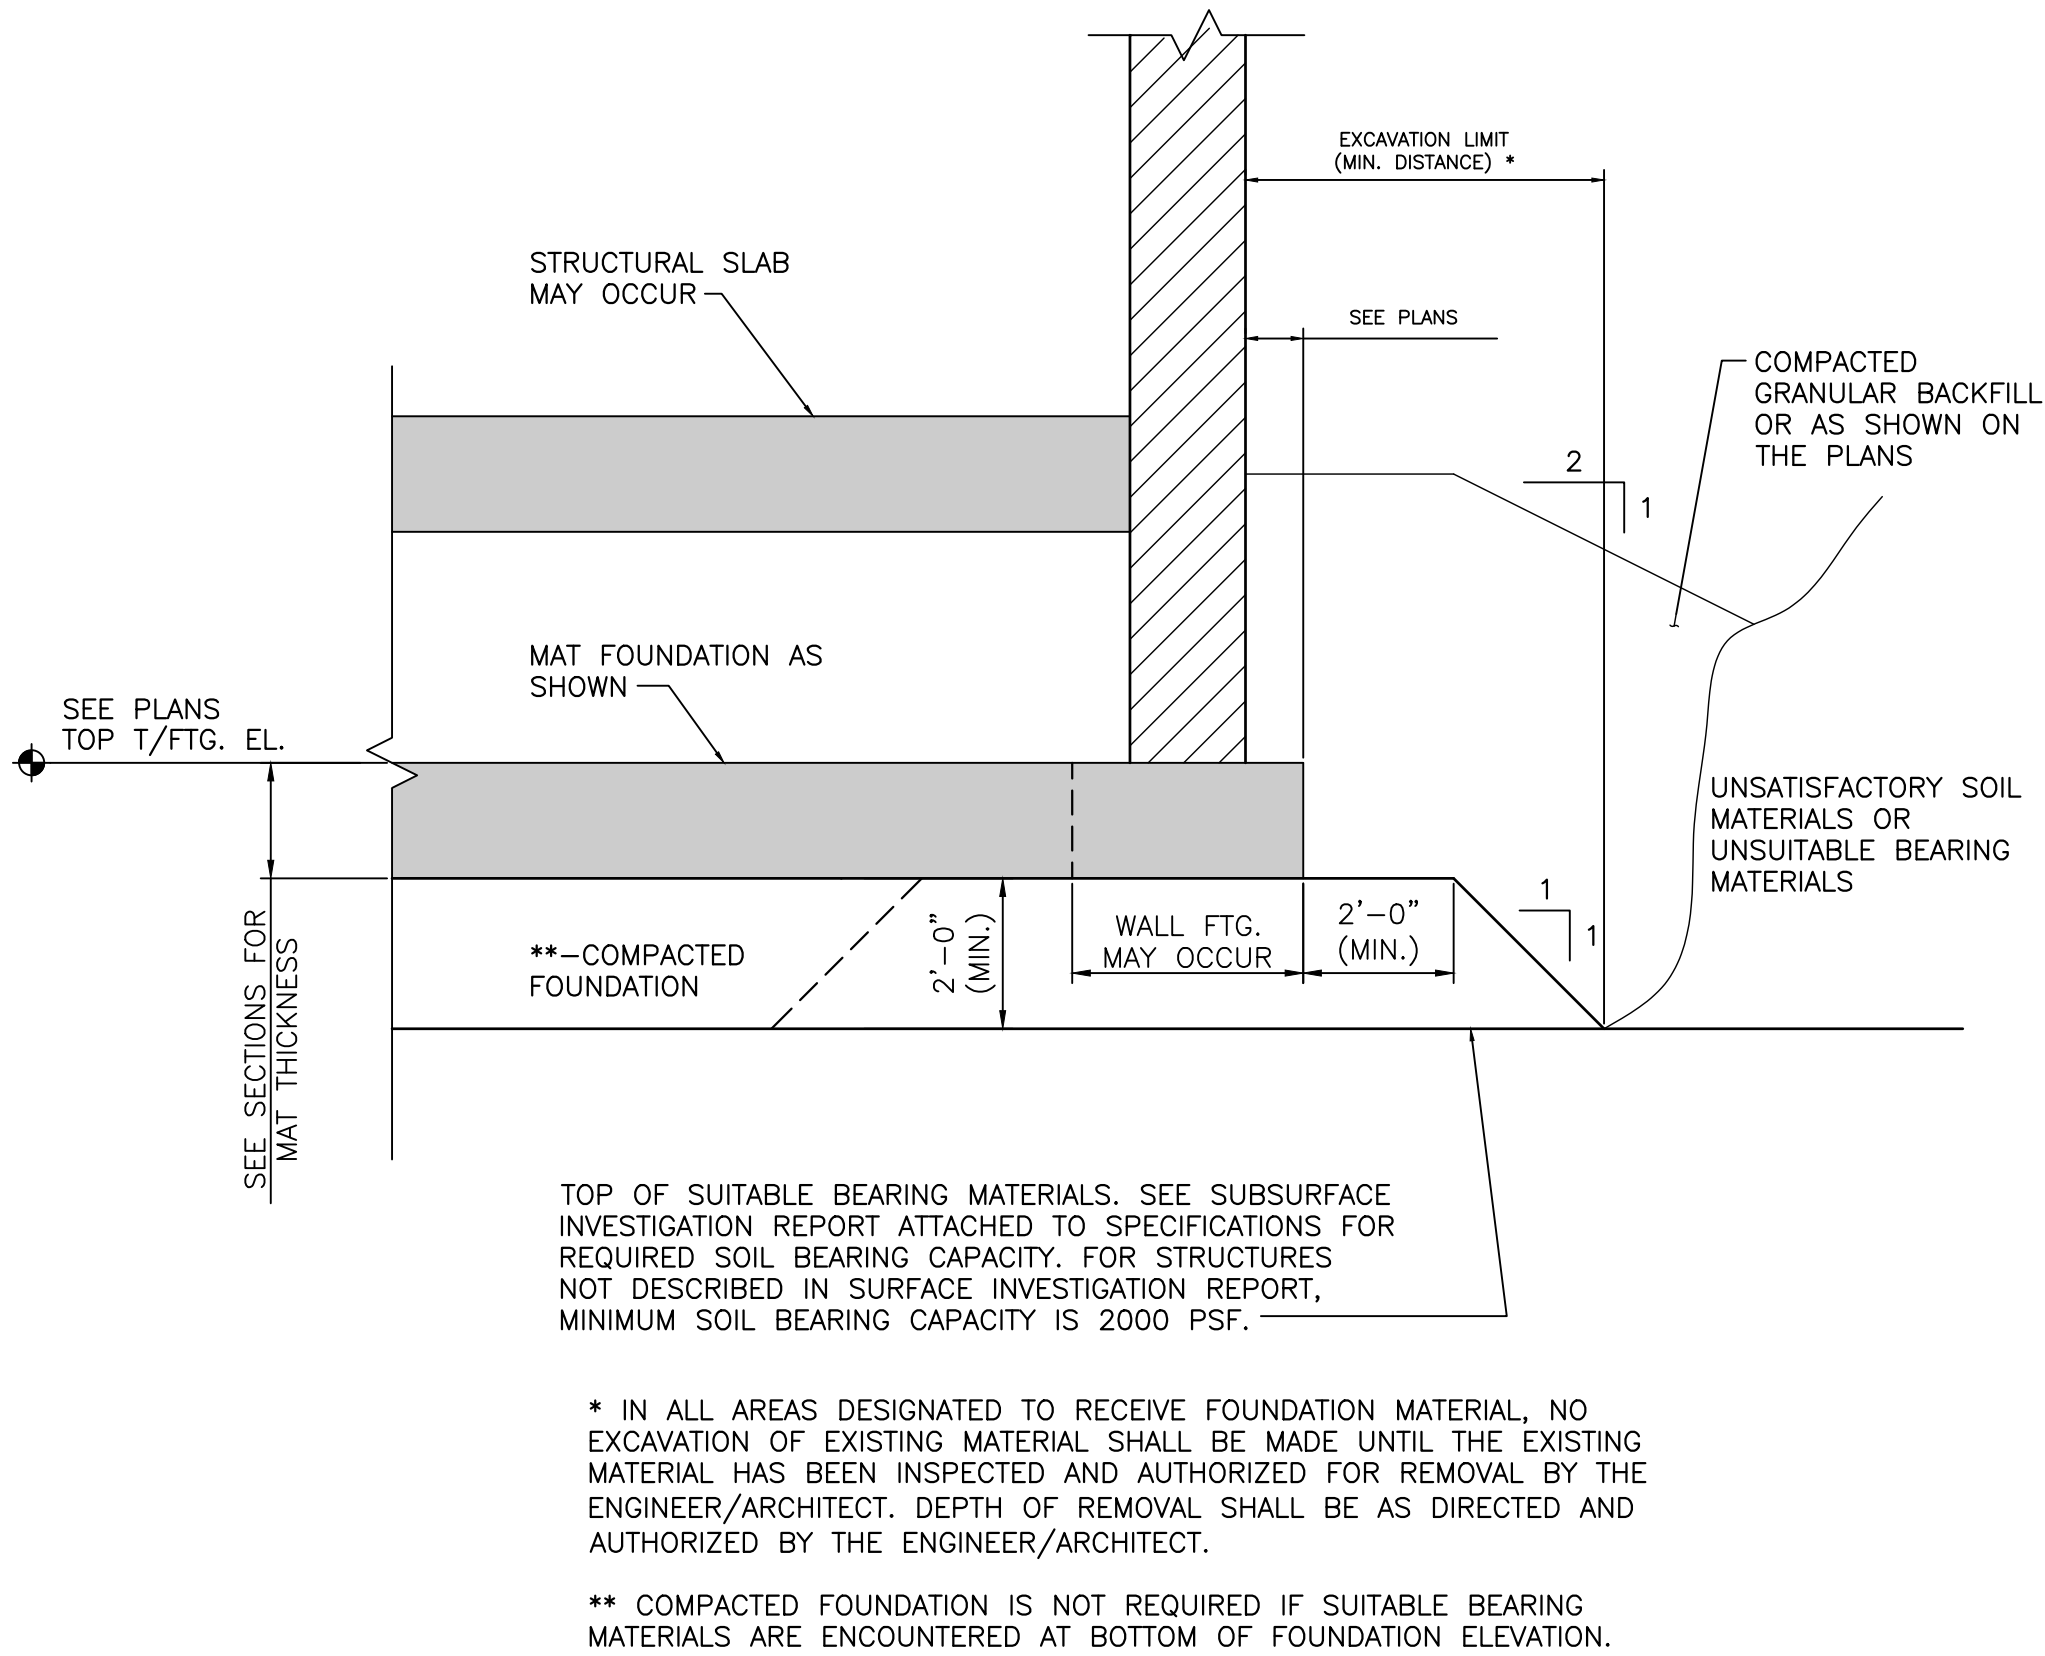 EXCAVATION LIMIT
(MIN. DISTANCE) *
STRUCTURAL SLAB
MAY OCCUR
SEE PLANS
COMPACTED
GRANULAR BACKFILL
OR AS SHOWN ON
THE PLANS
2
1
MAT FOUNDATION AS
SHOWN
SEE PLANS
TOP T/FTG. EL.
UNSATISFACTORY SOIL
MATERIALS OR
UNSUITABLE BEARING
MATERIALS
1
1
SEE SECTIONS FOR
MAT THICKNESS
**-COMPACTED
FOUNDATION
2'-0"
(MIN.)
WALL FTG.
MAY OCCUR
2'-0"
(MIN.)
TOP OF SUITABLE BEARING MATERIALS. SEE SUBSURFACE
INVESTIGATION REPORT ATTACHED TO SPECIFICATIONS FOR
REQUIRED SOIL BEARING CAPACITY. FOR STRUCTURES
NOT DESCRIBED IN SURFACE INVESTIGATION REPORT,
MINIMUM SOIL BEARING CAPACITY IS 2000 PSF.
* IN ALL AREAS DESIGNATED TO RECEIVE FOUNDATION MATERIAL, NO
EXCAVATION OF EXISTING MATERIAL SHALL BE MADE UNTIL THE EXISTING
MATERIAL HAS BEEN INSPECTED AND AUTHORIZED FOR REMOVAL BY THE
ENGINEER/ARCHITECT. DEPTH OF REMOVAL SHALL BE AS DIRECTED AND
AUTHORIZED BY THE ENGINEER/ARCHITECT.
** COMPACTED FOUNDATION IS NOT REQUIRED IF SUITABLE BEARING
MATERIALS ARE ENCOUNTERED AT BOTTOM OF FOUNDATION ELEVATION.